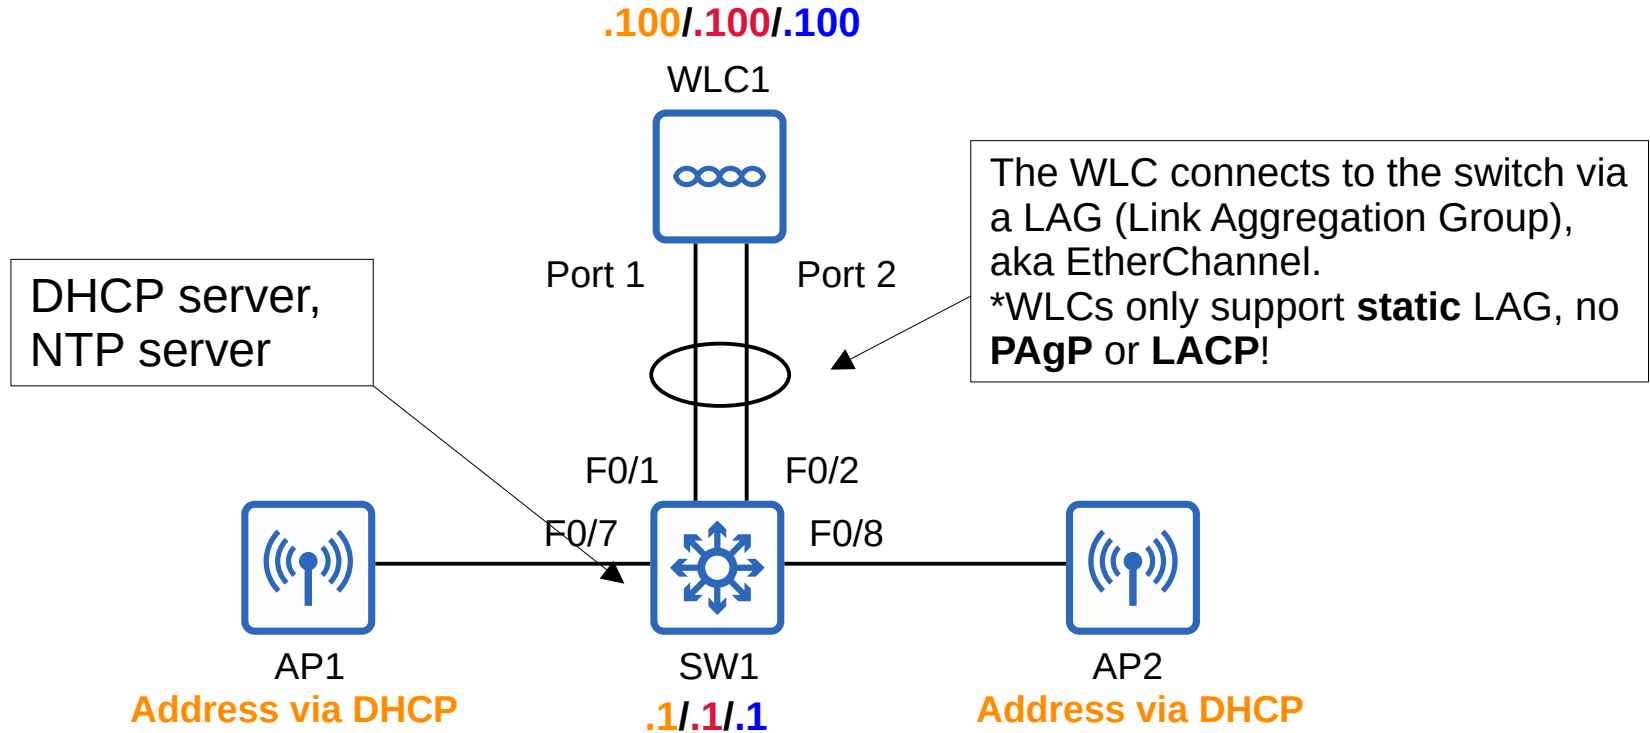 .100/.100/.100
WLC1
The WLC connects to the switch via
a LAG (Link Aggregation Group),
aka EtherChannel.
*WLCs only support static LAG, no
PAgP or LACP!
DHCP server,
NTP server
Port 1
Port 2
F0/1
F0/2
F0/7
F0/8
AP1
Address via DHCP
SW1
.1/.1/.1
AP2
Address via DHCP